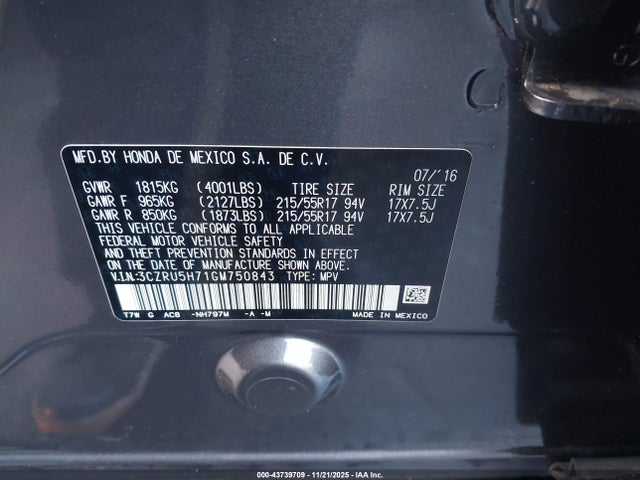 MFD.BY HONDA DE MEXICO S.A. DE C.V.
07/'16
GVWR 1815KG (4001LBS) TIRE SIZE RIM SIZE
GAWR F 965KG (2127LBS) 215/55R17 94V 17X7.5J
GAWR R 850KG (1873LBS) 215/55R17 94V 17X7.5J
THIS VEHICLE CONFORMS TO ALL APPLICABLE
FEDERAL MOTOR VEHICLE SAFETY
AND THEFT PREVENTION STANDARDS IN EFFECT
ON THE DATE OF MANUFACTURE SHOWN ABOVE.
V.I.N:3CZRU5H71GM750843 TYPE: MPV
T7W G AC8 -NH797M -A -M MADE IN MEXICO
000-43739709 11/21/2025 IAA Inc.